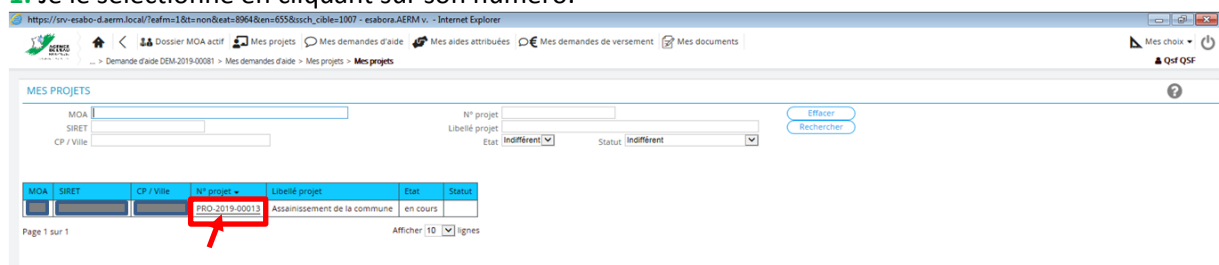 1. Je le sélectionne en cliquant sur son numéro.
https://srv-esabo-d.aerm.local/?eafm=1&t=non&eat=8964&en=655&ssch_cible=1007 - esabora.AERM v. - Internet Explorer
AGENCE DE L'EAU
Dossier MOA actif Mes projets Mes demandes d'aide Mes aides attribuées Mes demandes de versement Mes documents Mes choix
... > Demande d'aide DEM-2019-00081 > Mes demandes d'aide > Mes projets > Mes projets Qsf QSF
MES PROJETS
MOA N° projet Effacer
SIRET Libellé projet Rechercher
CP / Ville Etat Indifférent Statut Indifférent
MOA SIRET CP / Ville N° projet Libellé projet Etat Statut
PRO-2019-00013 Assainissement de la commune en cours
Page 1 sur 1 Afficher 10 lignes